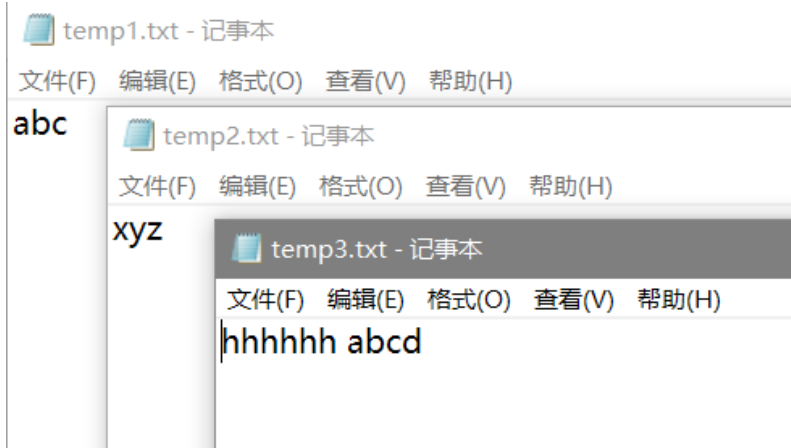 temp1.txt - 记事本
文件(F) 编辑(E) 格式(O) 查看(V) 帮助(H)
abc
temp2.txt - 记事本
文件(F) 编辑(E) 格式(O) 查看(V) 帮助(H)
xyz
temp3.txt - 记事本
文件(F) 编辑(E) 格式(O) 查看(V) 帮助(H)
hhhhhh abcd